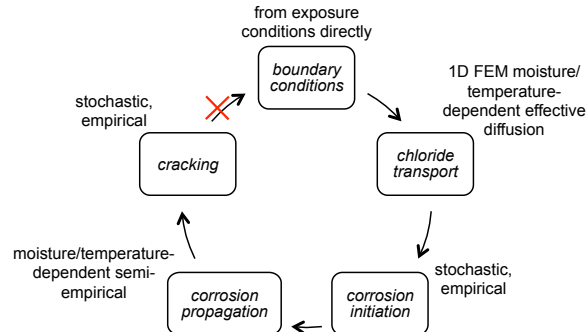 from exposure
conditions directly
boundary
conditions
1D FEM moisture/
temperature-
dependent effective
diffusion
chloride
transport
stochastic,
empirical
corrosion
initiation
corrosion
propagation
moisture/temperature-
dependent semi-
empirical
cracking
stochastic,
empirical